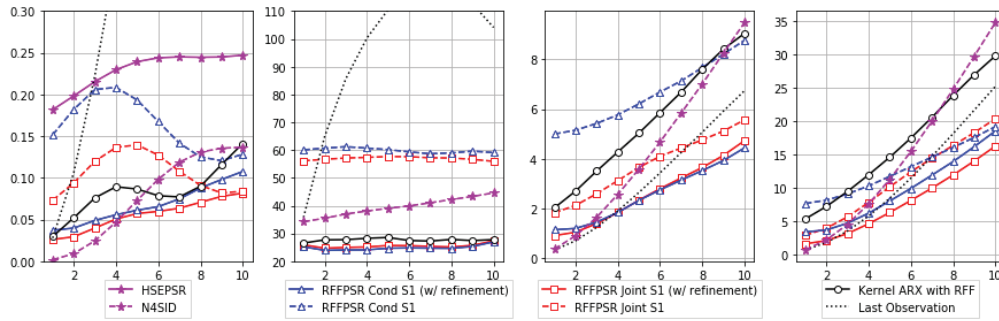 0.30
0.25
0.20
0.15
0.10
0.05
0.00
2 4 6 8 10
110
100
90
80
70
60
50
40
30
20
2 4 6 8 10
8
6
4
2
0
2 4 6 8 10
35
30
25
20
15
10
5
0
2 4 6 8 10
HSEPSR
N4SID
RFFPSR Cond S1 (w/ refinement)
RFFPSR Cond S1
RFFPSR Joint S1 (w/ refinement)
RFFPSR Joint S1
Kernel ARX with RFF
Last Observation